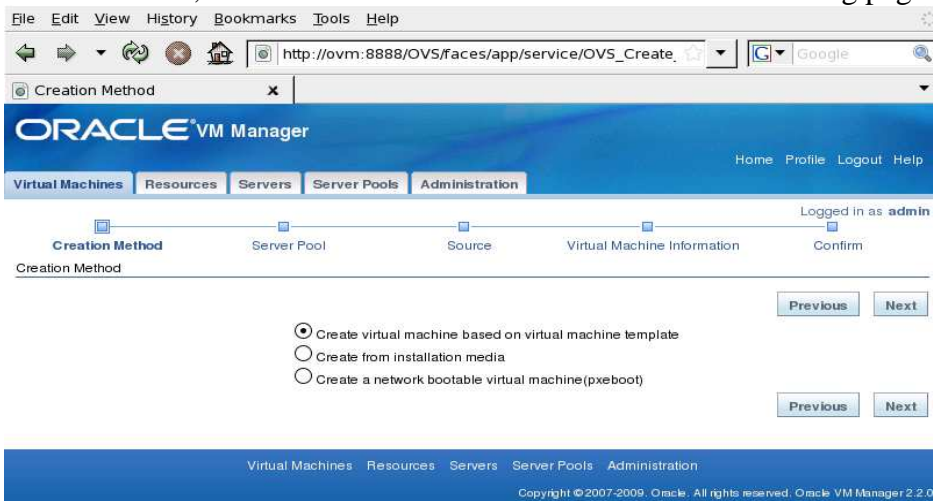 File Edit View History Bookmarks Tools Help
http://ovm:8888/OVS/faces/app/service/OVS_Create_ G Google
Creation Method x
ORACLE VM Manager
Home Profile Logout Help
Virtual Machines Resources Servers Server Pools Administration
Logged in as admin
Creation Method Server Pool Source Virtual Machine Information Confirm
Creation Method
Previous Next
Create virtual machine based on virtual machine template
Create from installation media
Create a network bootable virtual machine(pxeboot)
Previous Next
Virtual Machines Resources Servers Server Pools Administration
Copyright ©2007-2009, Oracle. All rights reserved. Oracle VM Manager 2.2.0